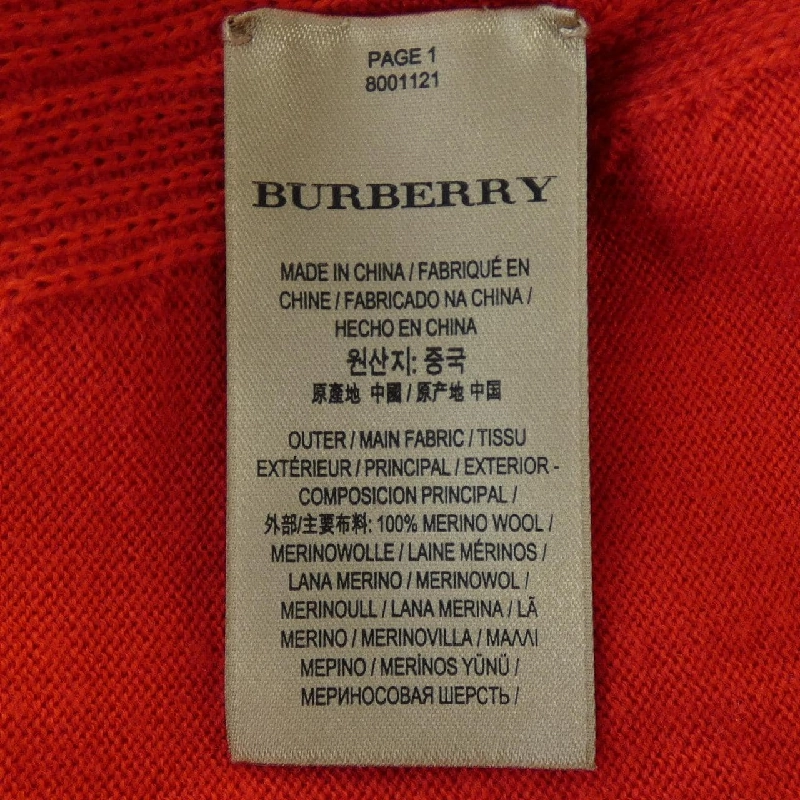 PAGE 1
8001121
BURBERRY
MADE IN CHINA / FABRIQUÉ EN
CHINE / FABRICADO NA CHINA /
HECHO EN CHINA
원산지: 중국
原產地 中國 / 原产地 中国
OUTER / MAIN FABRIC / TISSU
EXTÉRIEUR / PRINCIPAL / EXTERIOR -
COMPOSICION PRINCIPAL /
外部/主要布料: 100% MERINO WOOL /
MERINOWOLLE / LAINE MÉRINOS /
LANA MERINO / MERINOWOL /
MERINOULL / LANA MERINA / LÃ
MERINO / MERINOVILLA / ΜΑΛΛΙ
ΜΕΡΙΝΟ / MERİNOS YÜNÜ /
МЕРИНОСОВАЯ ШЕРСТЬ /